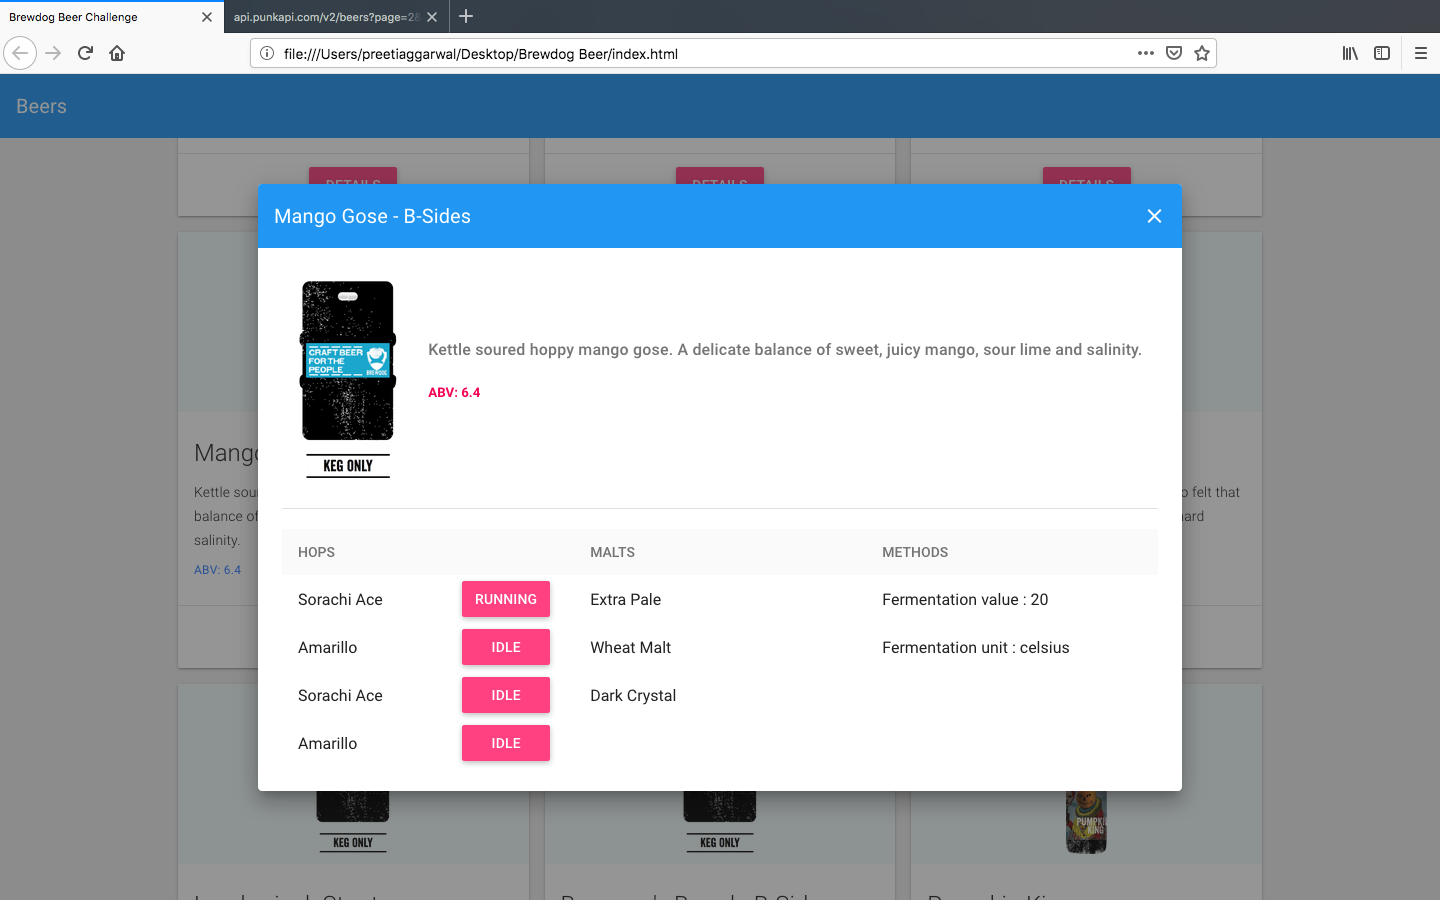 Brewdog Beer Challenge
api.punkapi.com/v2/beers?page=2&
file:///Users/preetiaggarwal/Desktop/Brewdog Beer/index.html
Beers
DETAILS DETAILS DETAILS
Mango Gose - B-Sides
CRAFT BEER
FOR THE
PEOPLE
BREWDOG
KEG ONLY
Kettle soured hoppy mango gose. A delicate balance of sweet, juicy mango, sour lime and salinity.
ABV: 6.4
HOPS MALTS METHODS
Sorachi Ace RUNNING Extra Pale Fermentation value : 20
Amarillo IDLE Wheat Malt Fermentation unit : celsius
Sorachi Ace IDLE Dark Crystal
Amarillo IDLE
Mango
Kettle sou
balance of
salinity.
ABV: 6.4
felt that
ard
KEG ONLY
KEG ONLY
PUMPKIN
KING